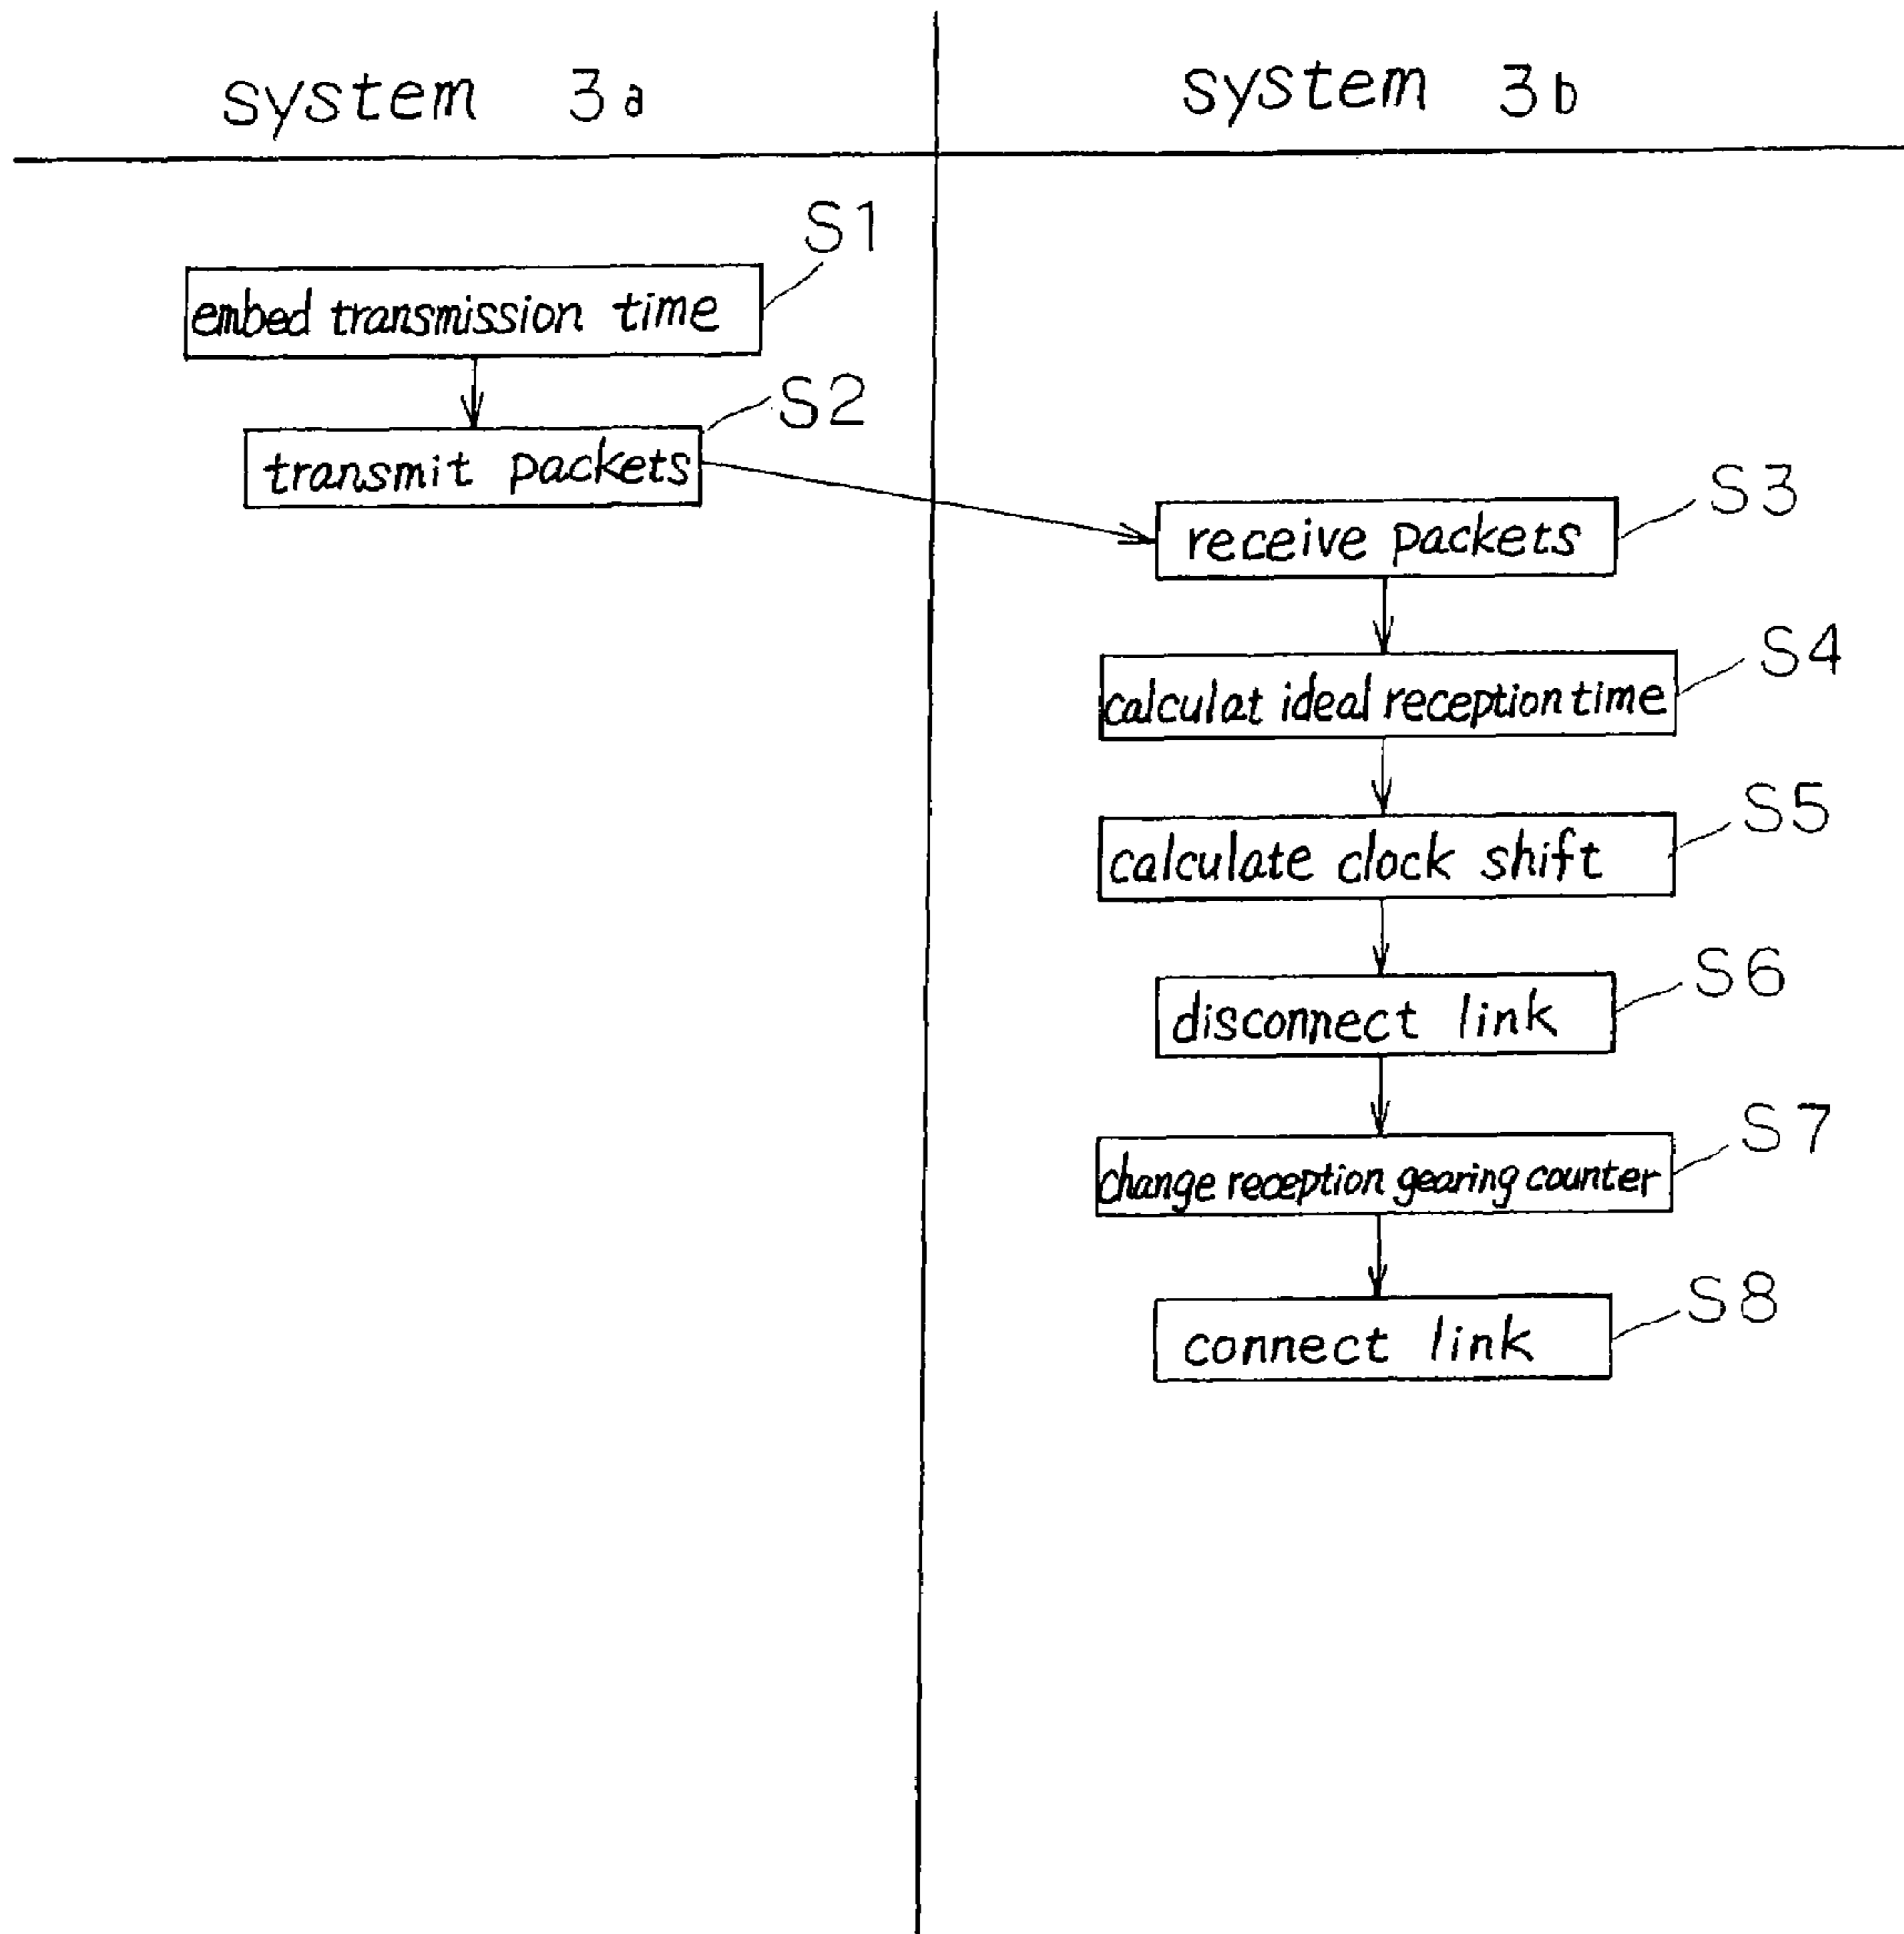 system 3a
system 3b
S1
embed transmission time
S2
transmit packets
S3
receive packets
S4
calculat ideal reception time
S5
calculate clock shift
S6
disconnect link
S7
change reception gearing counter
S8
connect link